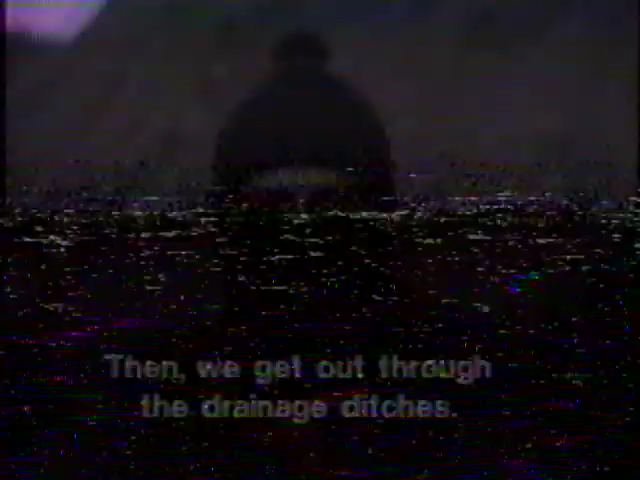 Then, we get out through
the drainage ditches.